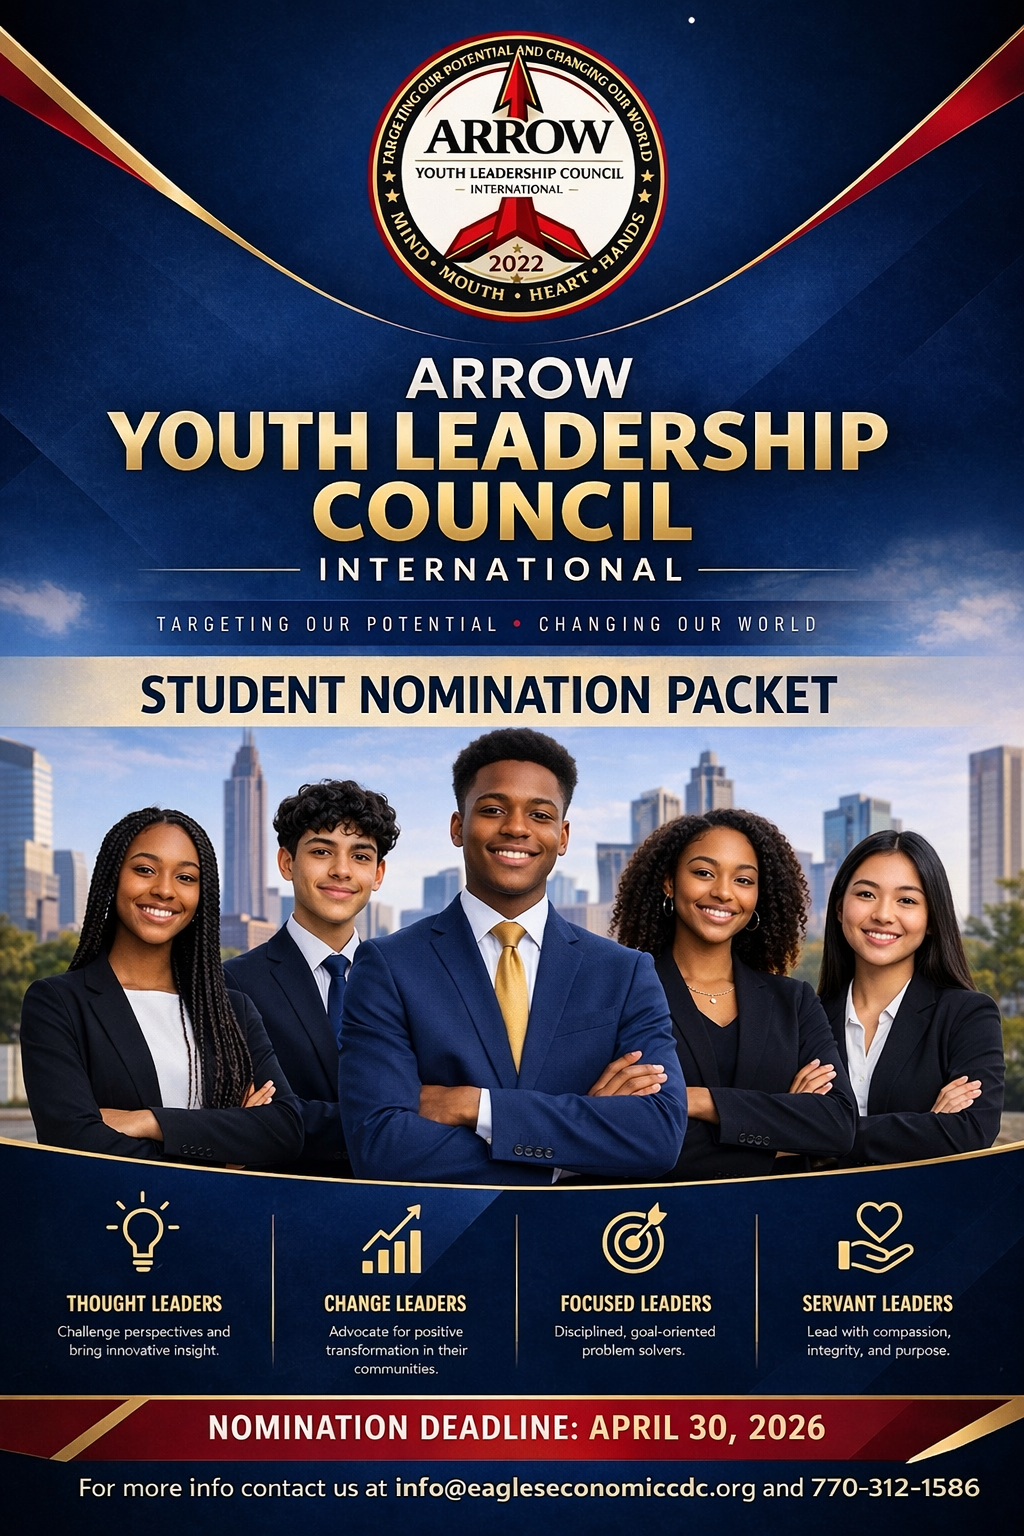 TARGETING OUR POTENTIAL AND CHANGING OUR WORLD
ARROW
YOUTH LEADERSHIP COUNCIL
INTERNATIONAL
2022
MIND • MOUTH • HEART • HANDS
ARROW
YOUTH LEADERSHIP
COUNCIL
INTERNATIONAL
TARGETING OUR POTENTIAL • CHANGING OUR WORLD
STUDENT NOMINATION PACKET
THOUGHT LEADERS
Challenge perspectives and
bring innovative insight.
CHANGE LEADERS
Advocate for positive
transformation in their
communities.
FOCUSED LEADERS
Disciplined, goal-oriented
problem solvers.
SERVANT LEADERS
Lead with compassion,
integrity, and purpose.
NOMINATION DEADLINE: APRIL 30, 2026
For more info contact us at info@eagleseconomiccdc.org and 770-312-1586